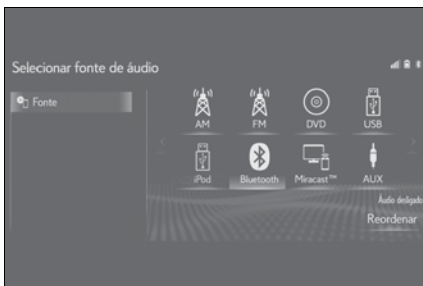 Selecionar fonte de áudio
Fonte
AM
FM
DVD
USB
iPod
Bluetooth
Miracast™
AUX
Áudio desligado
Reordenar